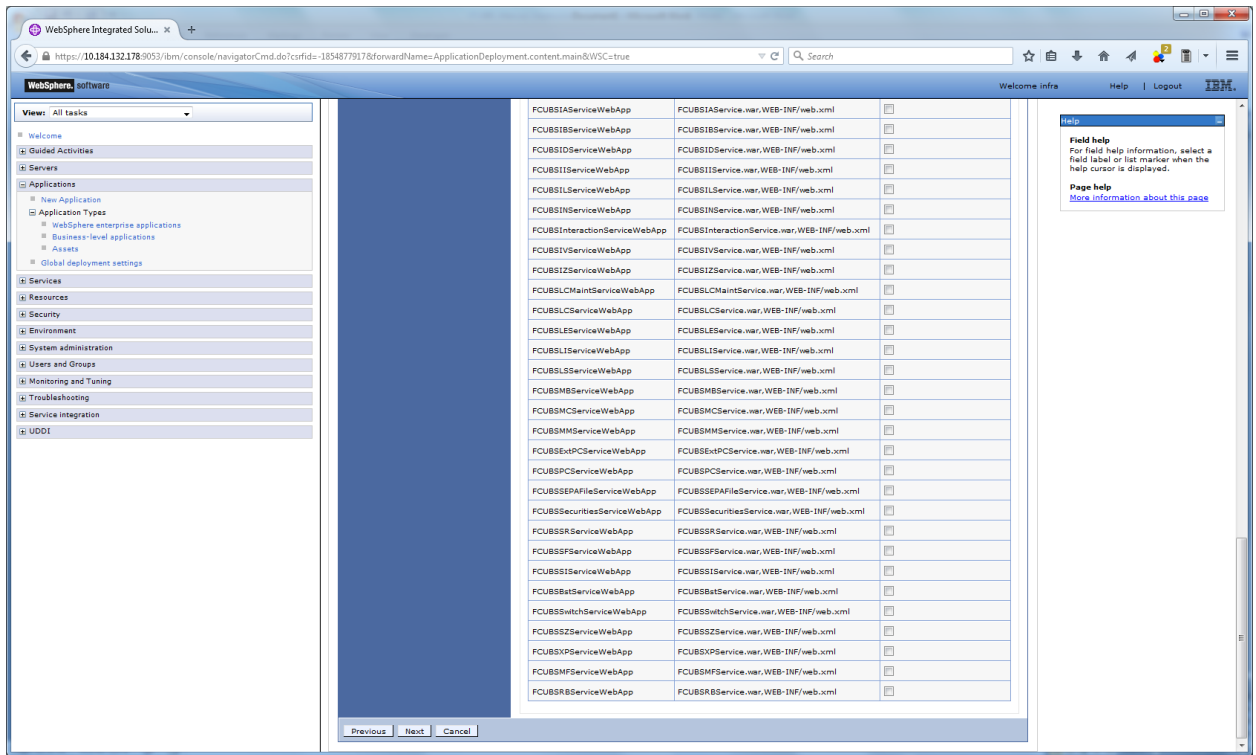 WebSphere Integrated Solu... × +
https://10.184.132.178:9053/ibm/console/navigatorCmd.do?csrfid=-1854877917&forwardName=ApplicationDeployment.content.main&WSC=true
Search
2
WebSphere. software
Welcome infra
Help | Logout
IBM.
View: All tasks
Welcome
Guided Activities
Servers
Applications
New Application
Application Types
WebSphere enterprise applications
Business-level applications
Assets
Global deployment settings
Services
Resources
Security
Environment
System administration
Users and Groups
Monitoring and Tuning
Troubleshooting
Service integration
UDDI
FCUBSIAServiceWebApp FCUBSIAService.war,WEB-INF/web.xml
FCUBSIBServiceWebApp FCUBSIBService.war,WEB-INF/web.xml
FCUBSIDServiceWebApp FCUBSIDService.war,WEB-INF/web.xml
FCUBSIIServiceWebApp FCUBSIIService.war,WEB-INF/web.xml
FCUBSILServiceWebApp FCUBSILService.war,WEB-INF/web.xml
FCUBSINServiceWebApp FCUBSINService.war,WEB-INF/web.xml
FCUBSInteractionServiceWebApp FCUBSInteractionService.war,WEB-INF/web.xml
FCUBSIVServiceWebApp FCUBSIVService.war,WEB-INF/web.xml
FCUBSIZServiceWebApp FCUBSIZService.war,WEB-INF/web.xml
FCUBSLCMaintServiceWebApp FCUBSLCMaintService.war,WEB-INF/web.xml
FCUBSLCServiceWebApp FCUBSLCService.war,WEB-INF/web.xml
FCUBSLEServiceWebApp FCUBSLEService.war,WEB-INF/web.xml
FCUBSLIServiceWebApp FCUBSLIService.war,WEB-INF/web.xml
FCUBSLSServiceWebApp FCUBSLSService.war,WEB-INF/web.xml
FCUBSMBServiceWebApp FCUBSMBService.war,WEB-INF/web.xml
FCUBSMCServiceWebApp FCUBSMCService.war,WEB-INF/web.xml
FCUBSMMServiceWebApp FCUBSMMService.war,WEB-INF/web.xml
FCUBSExtPCServiceWebApp FCUBSExtPCService.war,WEB-INF/web.xml
FCUBSPCServiceWebApp FCUBSPCService.war,WEB-INF/web.xml
FCUBSSEPAFileServiceWebApp FCUBSSEPAFileService.war,WEB-INF/web.xml
FCUBSSecuritiesServiceWebApp FCUBSSecuritiesService.war,WEB-INF/web.xml
FCUBSSRServiceWebApp FCUBSSRService.war,WEB-INF/web.xml
FCUBSSFServiceWebApp FCUBSSFService.war,WEB-INF/web.xml
FCUBSSIServiceWebApp FCUBSSIService.war,WEB-INF/web.xml
FCUBSBstServiceWebApp FCUBSBstService.war,WEB-INF/web.xml
FCUBSSwitchServiceWebApp FCUBSSwitchService.war,WEB-INF/web.xml
FCUBSSZServiceWebApp FCUBSSZService.war,WEB-INF/web.xml
FCUBSXPServiceWebApp FCUBSXPService.war,WEB-INF/web.xml
FCUBSMFServiceWebApp FCUBSMFService.war,WEB-INF/web.xml
FCUBSRBServiceWebApp FCUBSRBService.war,WEB-INF/web.xml
Previous Next Cancel
Help
Field help
For field help information, select a
field label or list marker when the
help cursor is displayed.
Page help
More information about this page